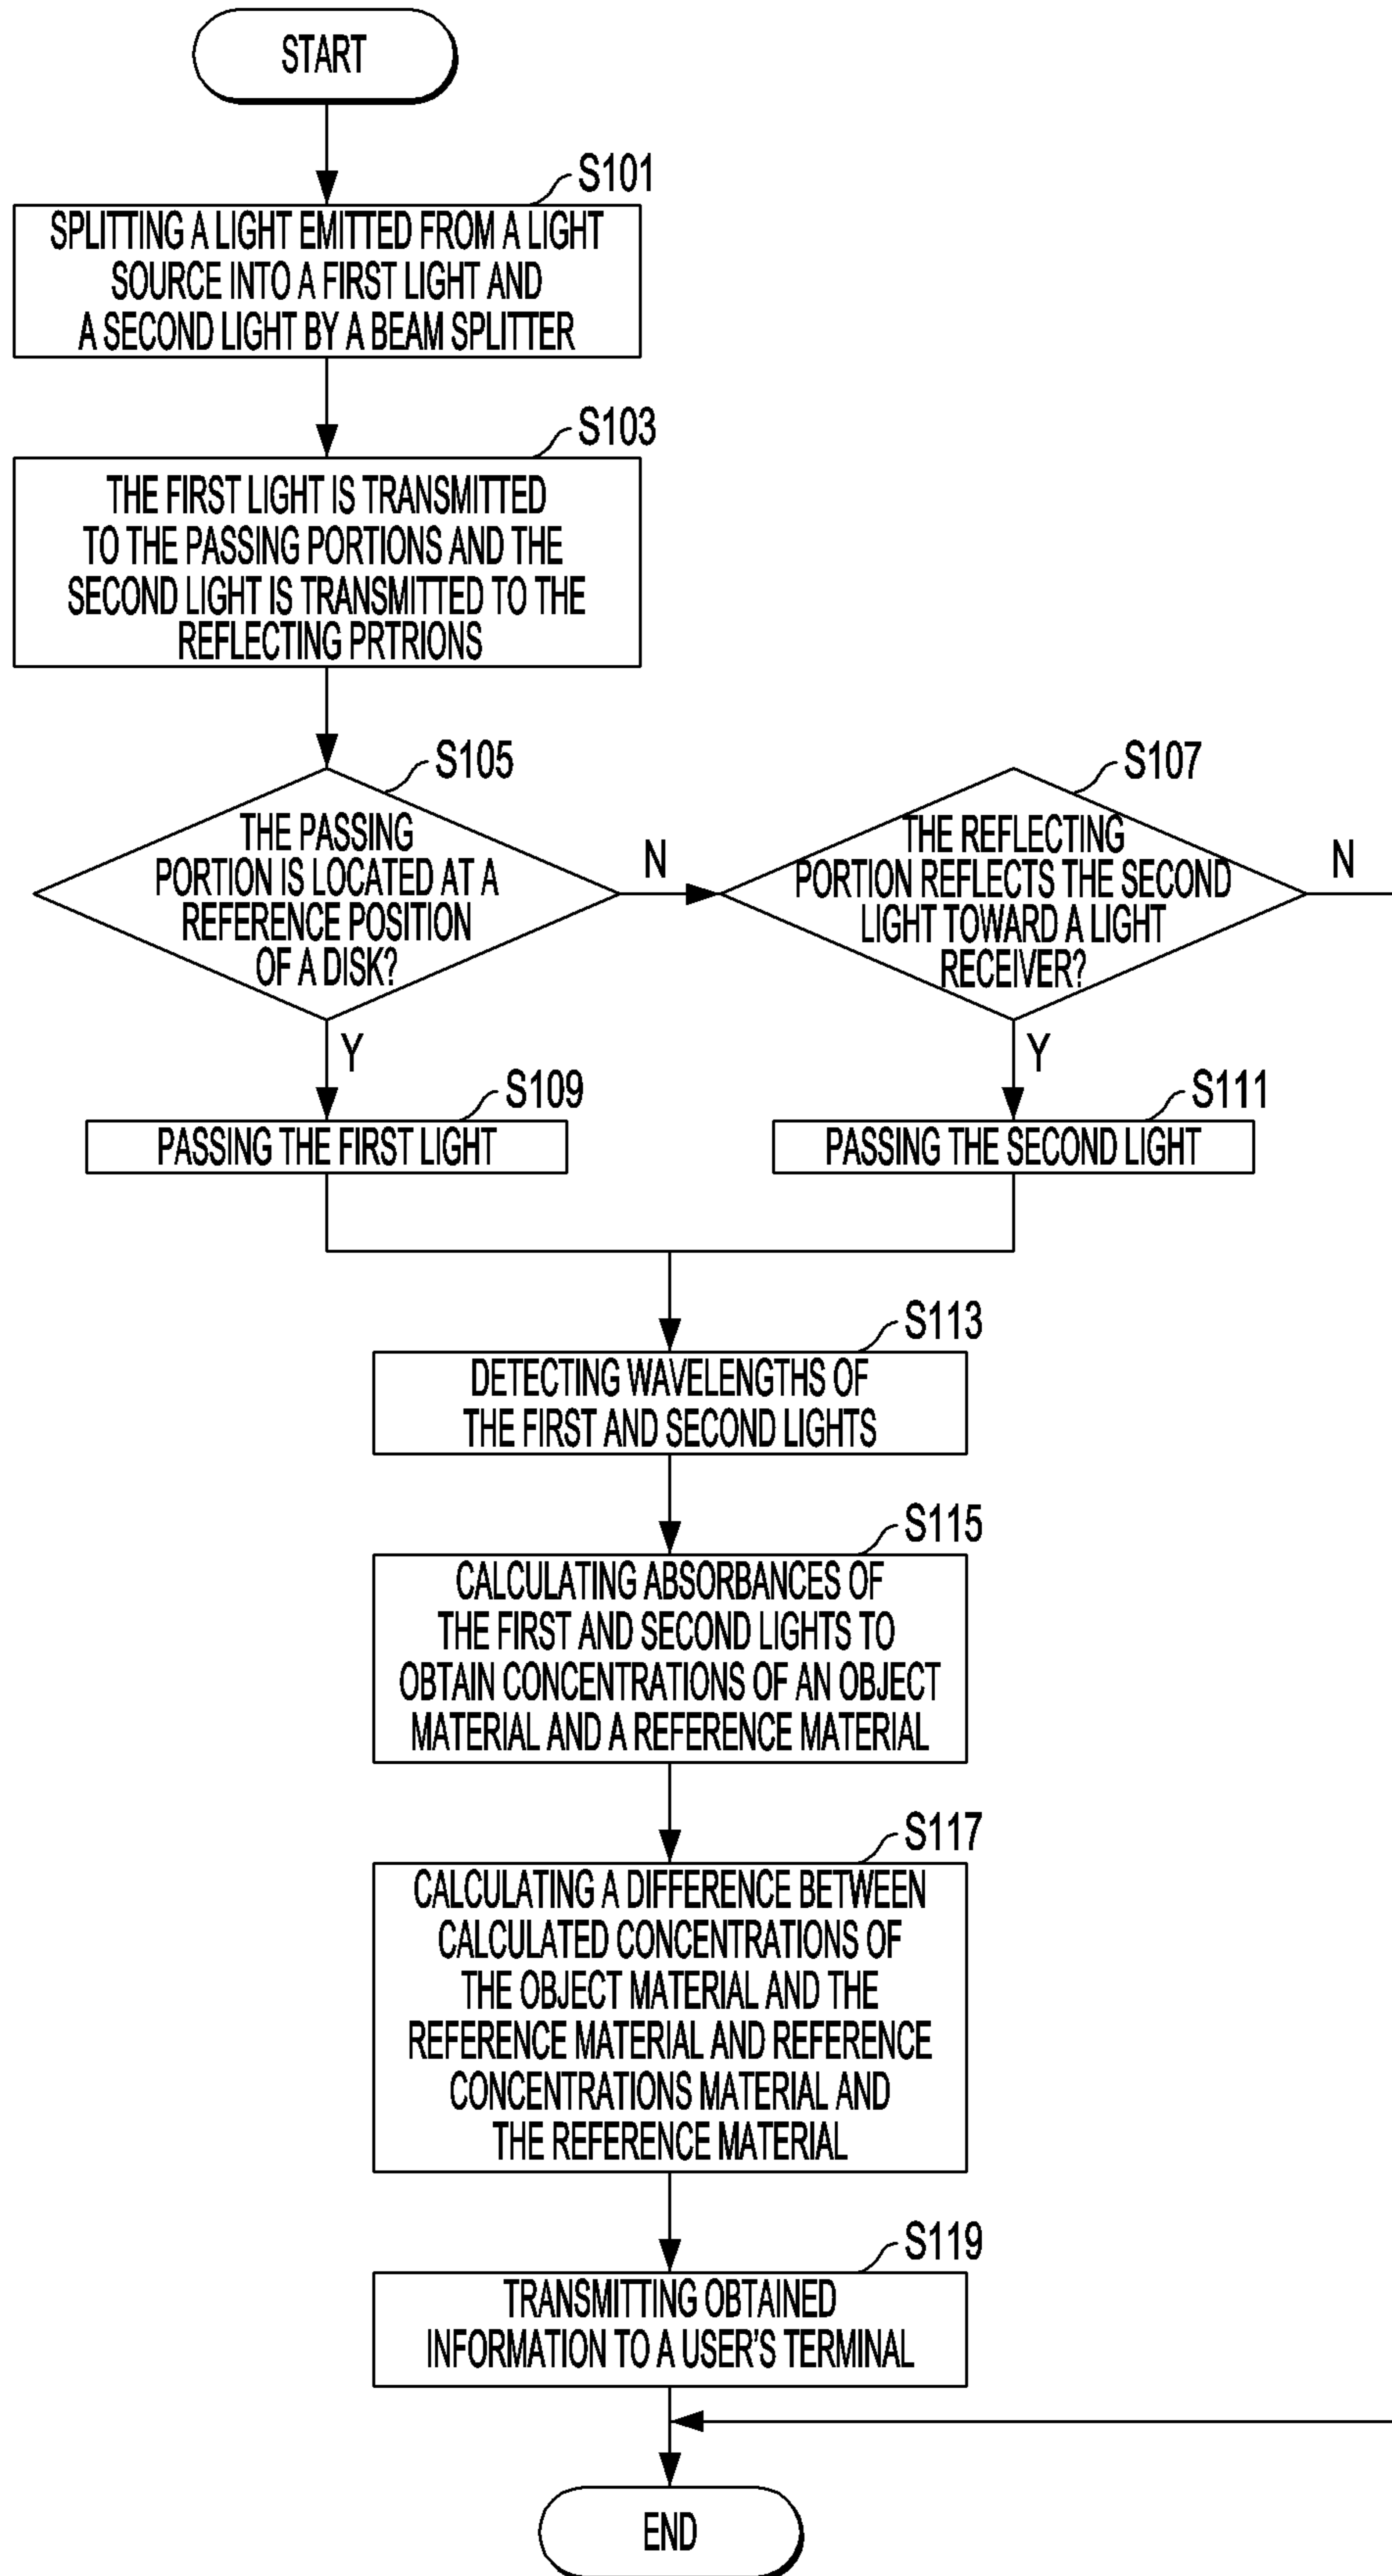 START
S101
SPLITTING A LIGHT EMITTED FROM A LIGHT
SOURCE INTO A FIRST LIGHT AND
A SECOND LIGHT BY A BEAM SPLITTER
S103
THE FIRST LIGHT IS TRANSMITTED
TO THE PASSING PORTIONS AND THE
SECOND LIGHT IS TRANSMITTED TO THE
REFLECTING PRTRIONS
S105
THE PASSING
PORTION IS LOCATED AT A
REFERENCE POSITION
OF A DISK?
N
Y
S107
THE REFLECTING
PORTION REFLECTS THE SECOND
LIGHT TOWARD A LIGHT
RECEIVER?
N
Y
S109
PASSING THE FIRST LIGHT
S111
PASSING THE SECOND LIGHT
S113
DETECTING WAVELENGTHS OF
THE FIRST AND SECOND LIGHTS
S115
CALCULATING ABSORBANCES OF
THE FIRST AND SECOND LIGHTS TO
OBTAIN CONCENTRATIONS OF AN OBJECT
MATERIAL AND A REFERENCE MATERIAL
S117
CALCULATING A DIFFERENCE BETWEEN
CALCULATED CONCENTRATIONS OF
THE OBJECT MATERIAL AND THE
REFERENCE MATERIAL AND REFERENCE
CONCENTRATIONS MATERIAL AND
THE REFERENCE MATERIAL
S119
TRANSMITTING OBTAINED
INFORMATION TO A USER'S TERMINAL
END